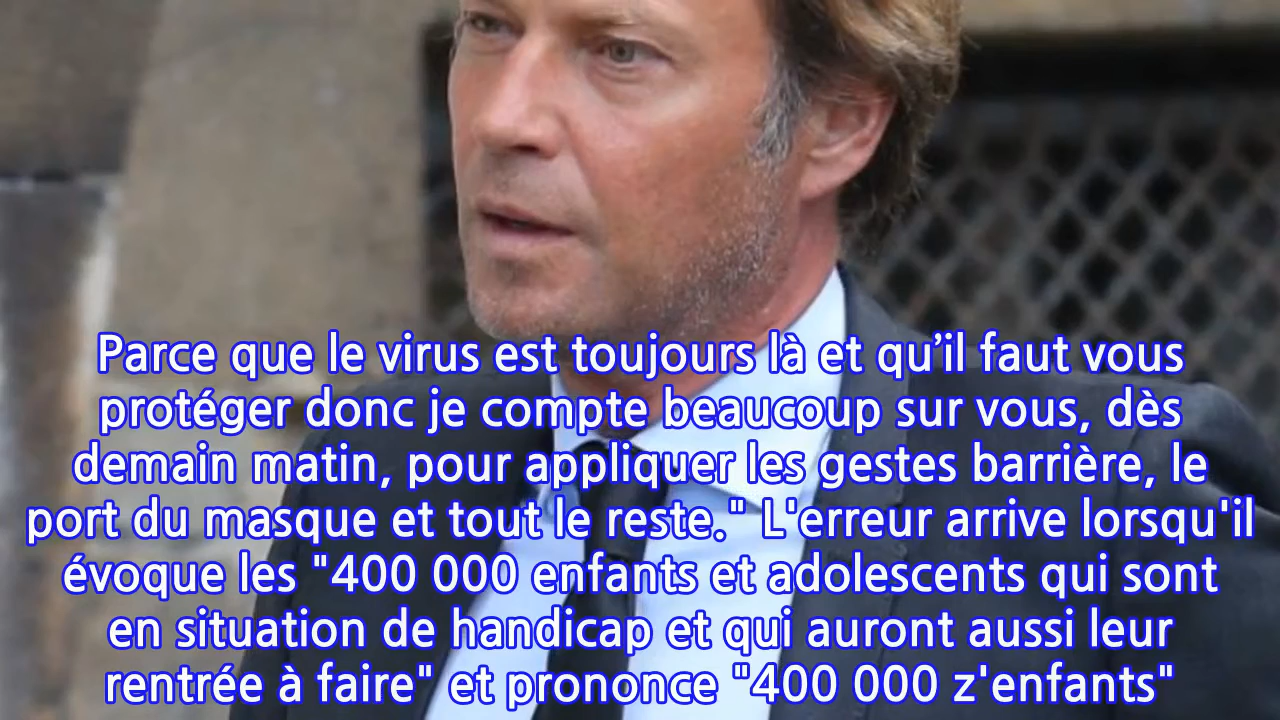 Parce que le virus est toujours là et qu’il faut vous
protéger donc je compte beaucoup sur vous, dès
demain matin, pour appliquer les gestes barrière, le
port du masque et tout le reste." L'erreur arrive lorsqu'il
évoque les "400 000 enfants et adolescents qui sont
en situation de handicap et qui auront aussi leur
rentrée à faire" et prononce "400 000 z'enfants"